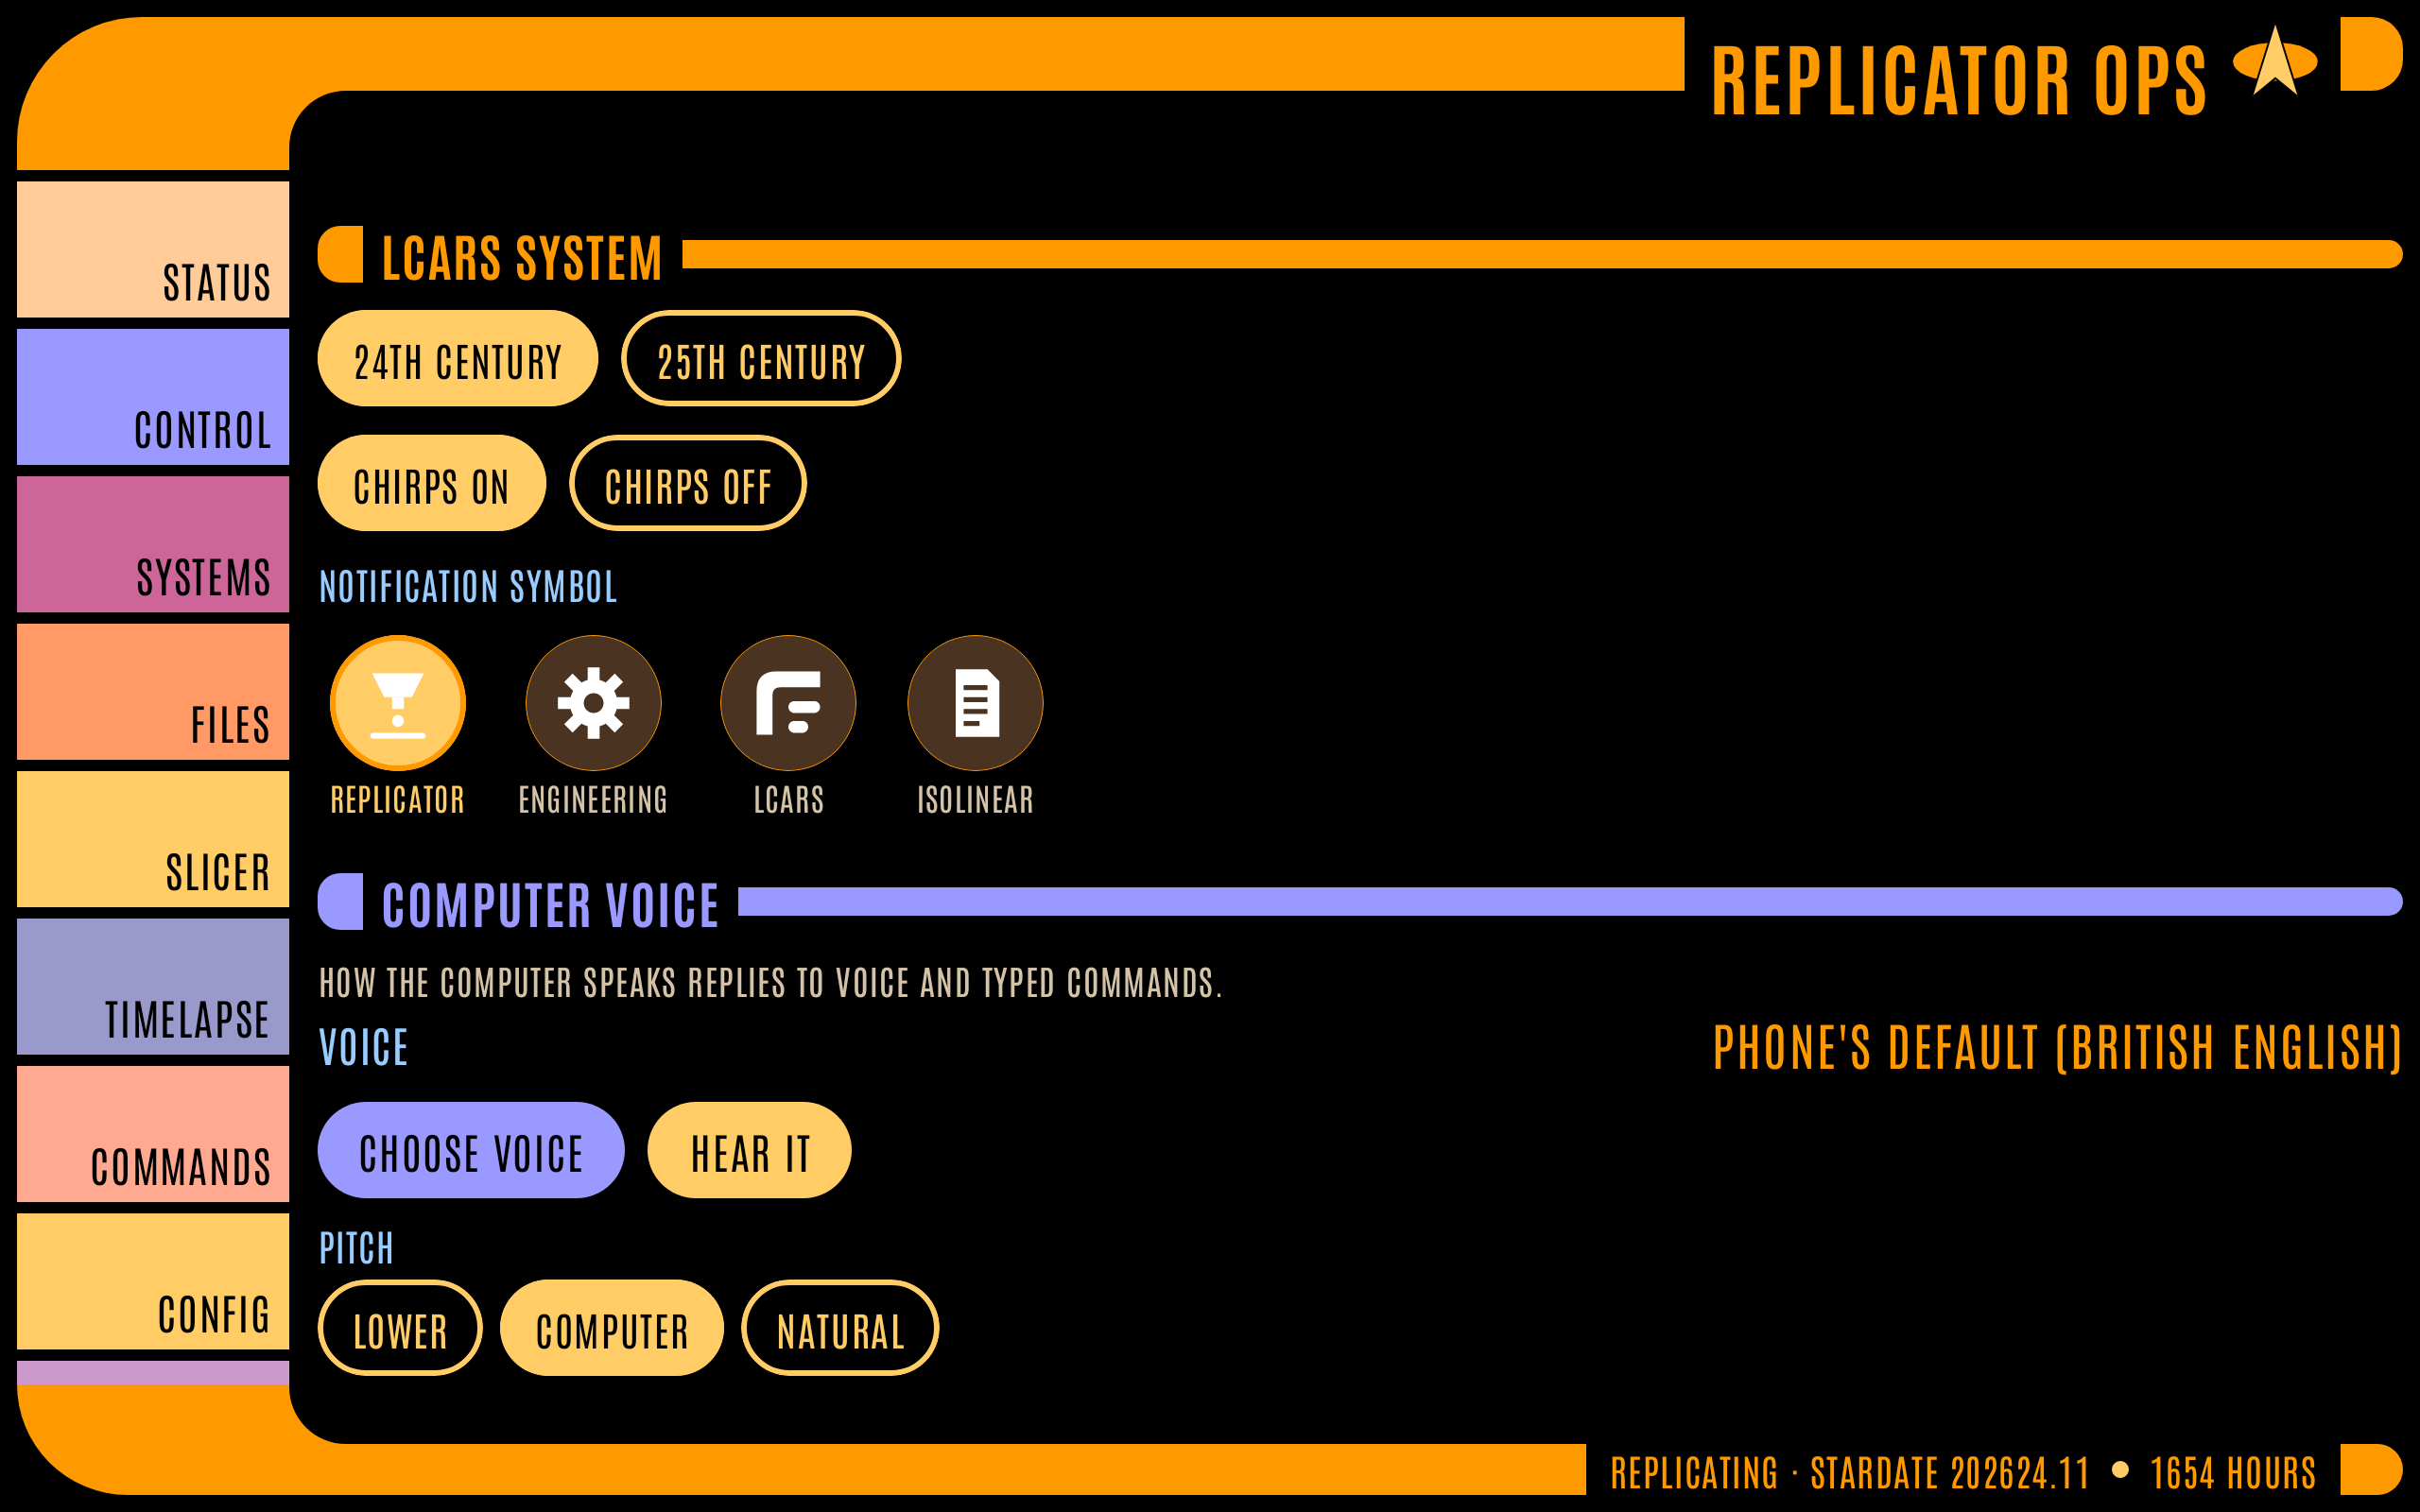 REPLICATOR OPS
STATUS
CONTROL
SYSTEMS
FILES
SLICER
TIMELAPSE
COMMANDS
CONFIG
LCARS SYSTEM
24TH CENTURY 25TH CENTURY
CHIRPS ON CHIRPS OFF
NOTIFICATION SYMBOL
REPLICATOR ENGINEERING LCARS ISOLINEAR
COMPUTER VOICE
HOW THE COMPUTER SPEAKS REPLIES TO VOICE AND TYPED COMMANDS.
VOICE PHONE'S DEFAULT (BRITISH ENGLISH)
CHOOSE VOICE HEAR IT
PITCH
LOWER COMPUTER NATURAL
REPLICATING · STARDATE 202624.11 ● 1654 HOURS